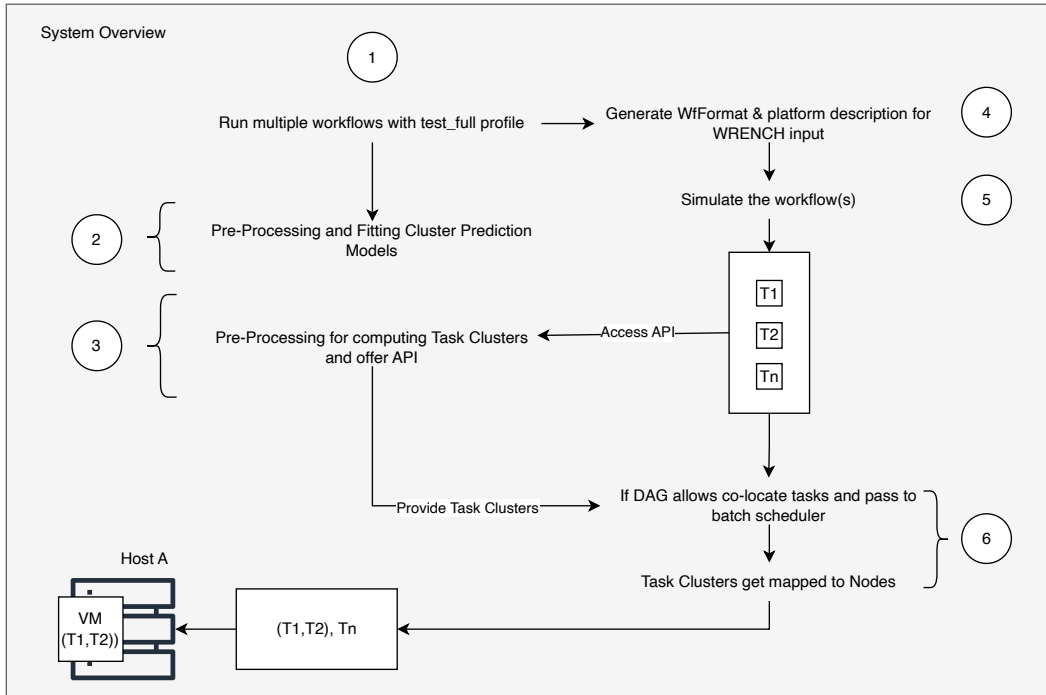 System Overview
1
Run multiple workflows with test_full profile
Generate WfFormat & platform description for
WRENCH input
4
Simulate the workflow(s)
5
2
Pre-Processing and Fitting Cluster Prediction
Models
T1
T2
Tn
3
Pre-Processing for computing Task Clusters
and offer API
Access API
Provide Task Clusters
If DAG allows co-locate tasks and pass to
batch scheduler
6
Task Clusters get mapped to Nodes
Host A
VM
(T1,T2))
(T1,T2), Tn